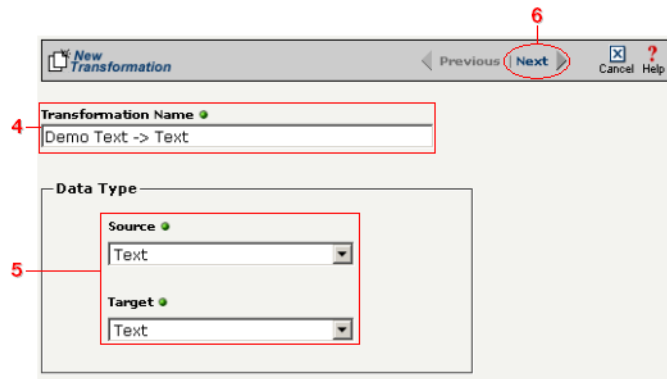 6
New
Transformation
Previous | Next
Cancel
?
Help
4
Transformation Name
Demo Text -> Text
Data Type
Source
Text
5
Target
Text